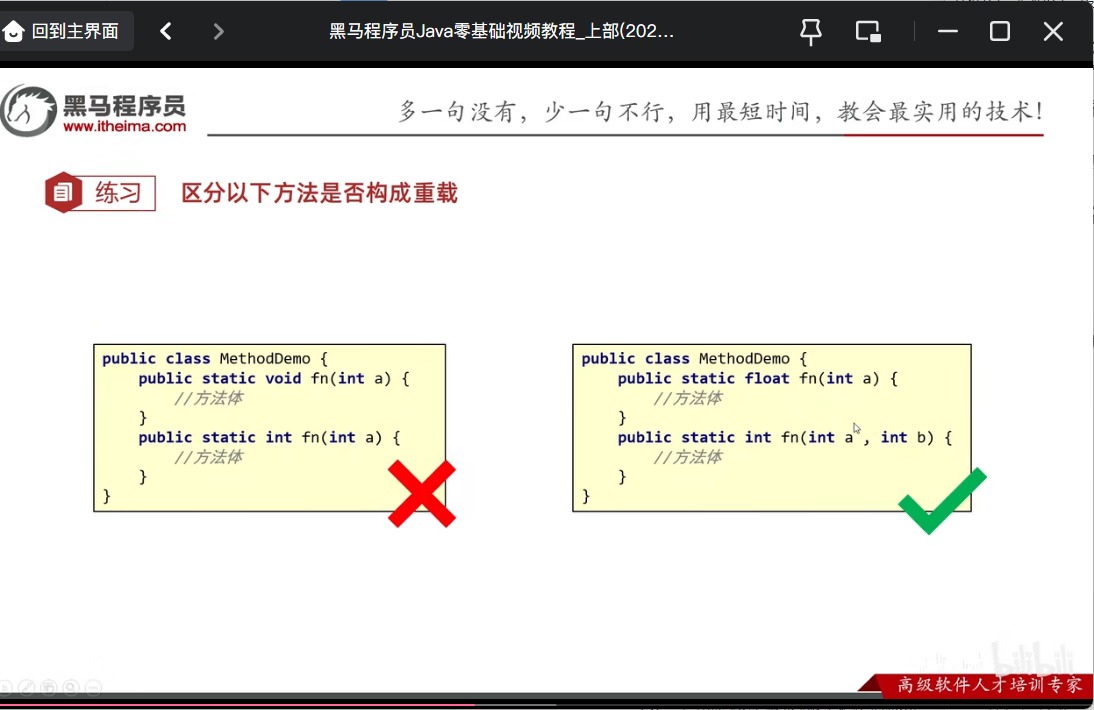 回到主界面
黑马程序员Java零基础视频教程_上部(202...
黑马程序员
www.itheima.com
多一句没有，少一句不行，用最短时间，教会最实用的技术！
练习
区分以下方法是否构成重载
public class MethodDemo {
public static void fn(int a) {
//方法体
}
public static int fn(int a) {
//方法体
}
}
public class MethodDemo {
public static float fn(int a) {
//方法体
}
public static int fn(int a , int b) {
//方法体
}
}
bilibili
高级软件人才培训专家